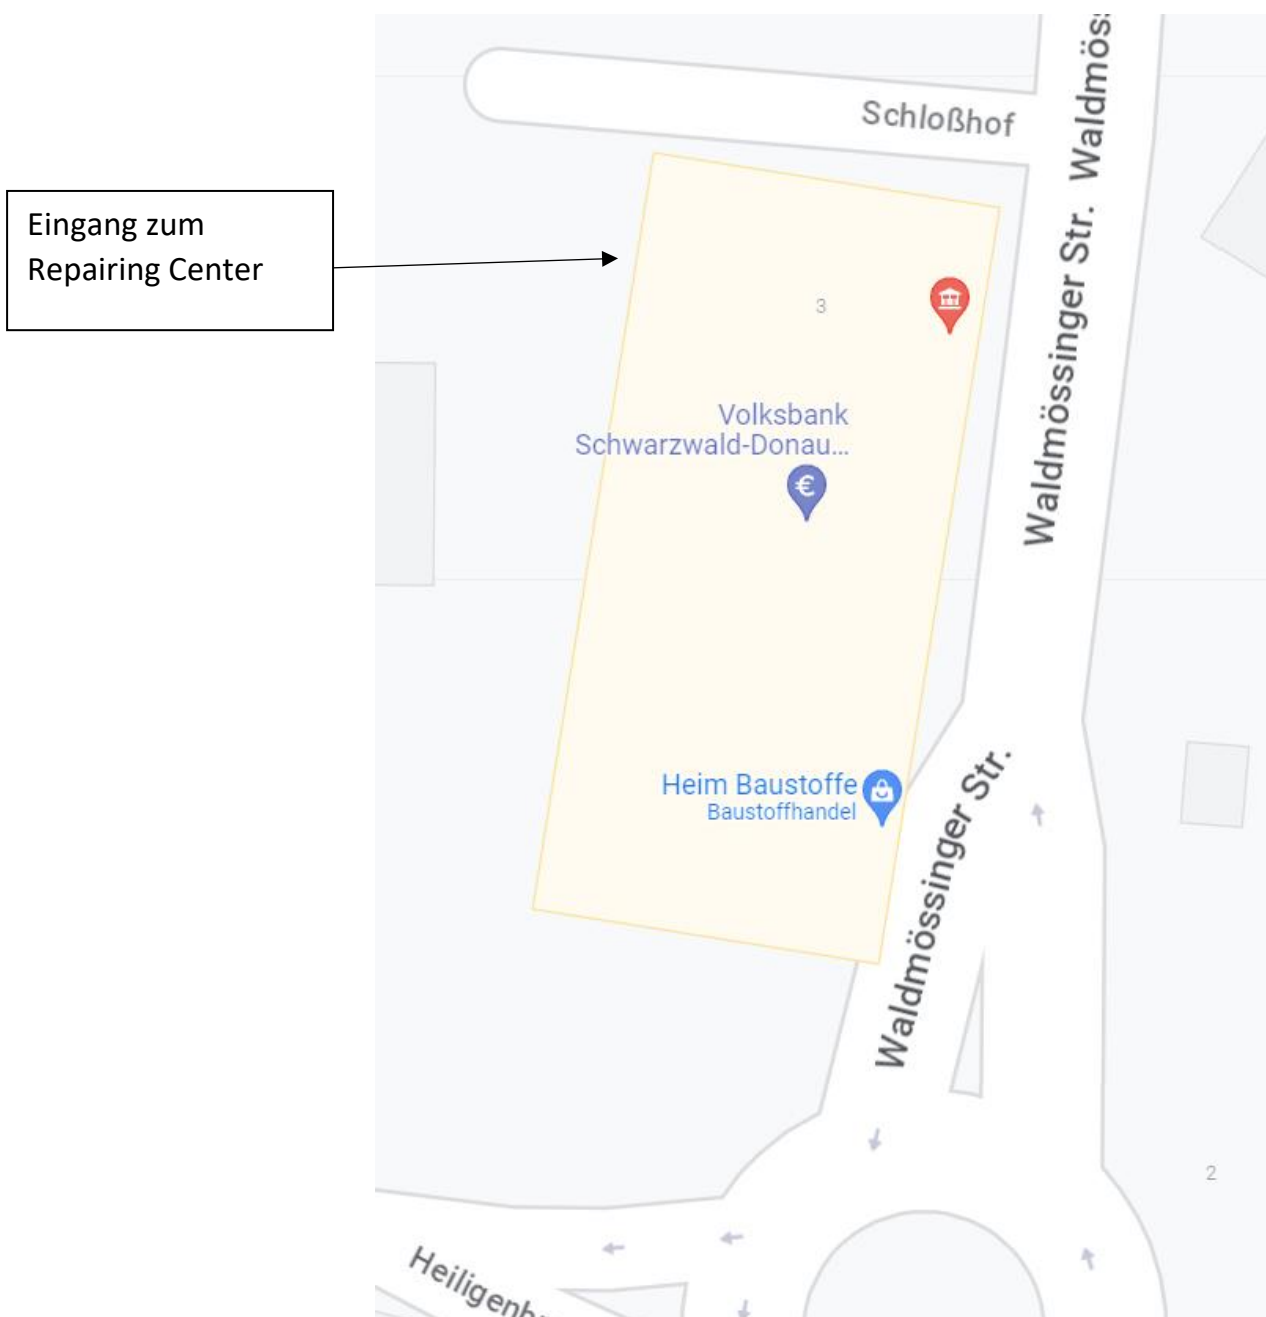 Schloßhof
Waldmöss
Eingang zum
Repairing Center
Waldmössinger Str.
3
Volksbank
Schwarzwald-Donau...
€
Heim Baustoffe
Baustoffhandel
Waldmössinger Str.
2